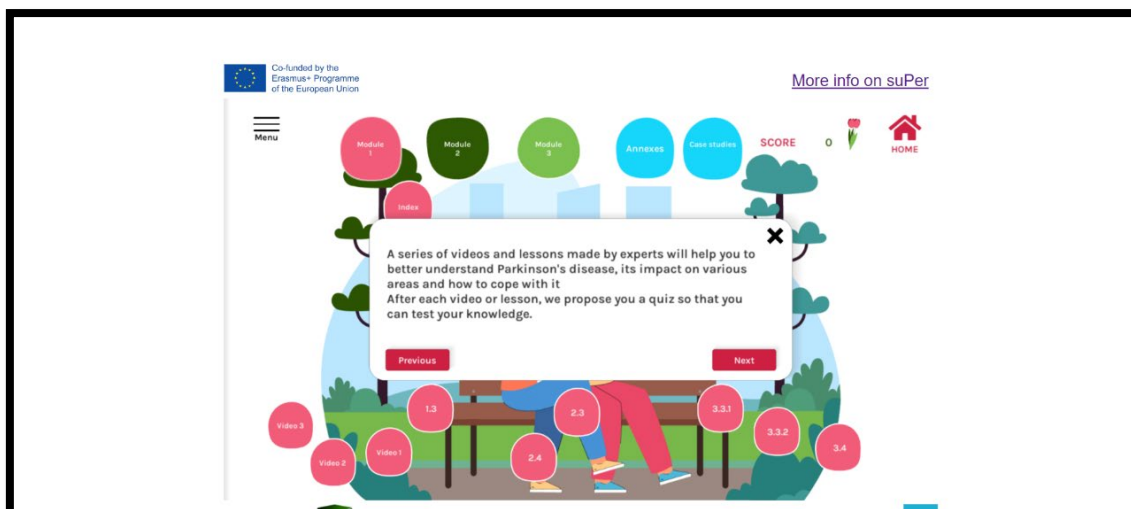 Co-funded by the
Erasmus+ Programme
of the European Union
More info on suPer
Menu
Module
1
Module
2
Module
3
Annexes
Case studies
SCORE
0
HOME
Index
A series of videos and lessons made by experts will help you to
better understand Parkinson's disease, its impact on various
areas and how to cope with it
After each video or lesson, we propose you a quiz so that you
can test your knowledge.
Previous
Next
1.3
2.3
3.3.1
Video 3
3.3.2
Video 2
Video 1
2.4
3.4